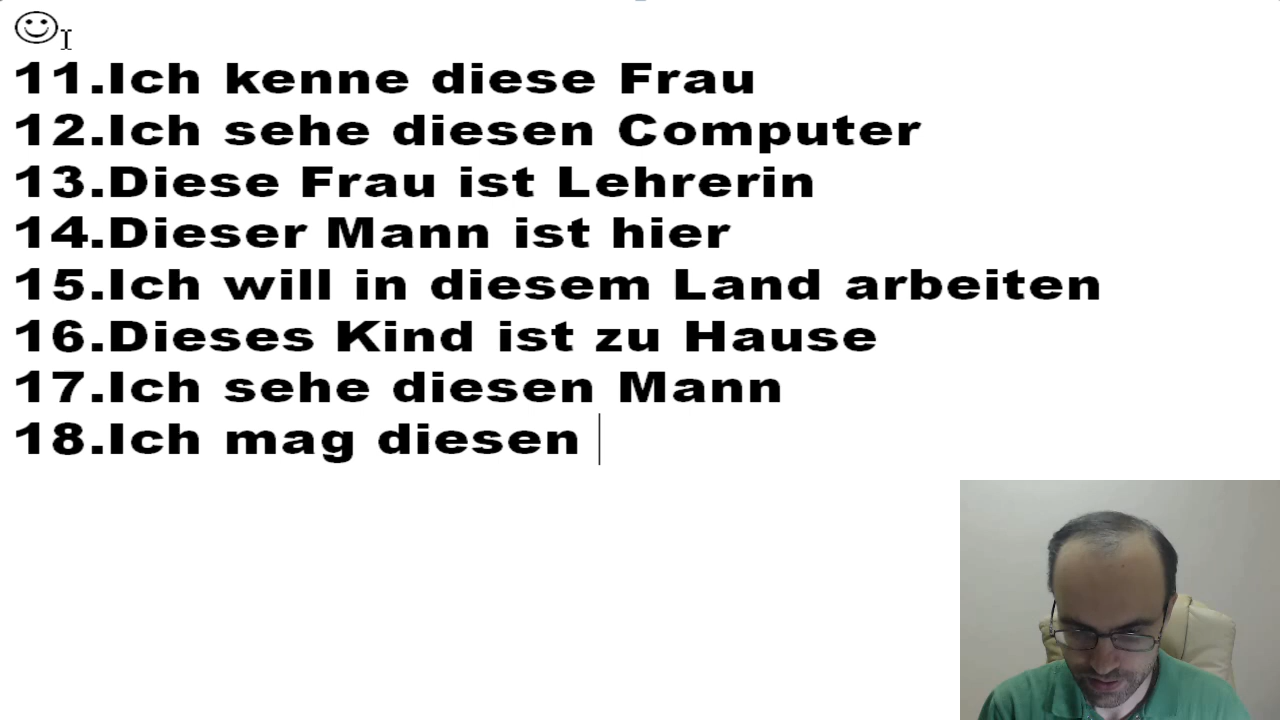 11.Ich kenne diese Frau
12.Ich sehe diesen Computer
13.Diese Frau ist Lehrerin
14.Dieser Mann ist hier
15.Ich will in diesem Land arbeiten
16.Dieses Kind ist zu Hause
17.Ich sehe diesen Mann
18.Ich mag diesen